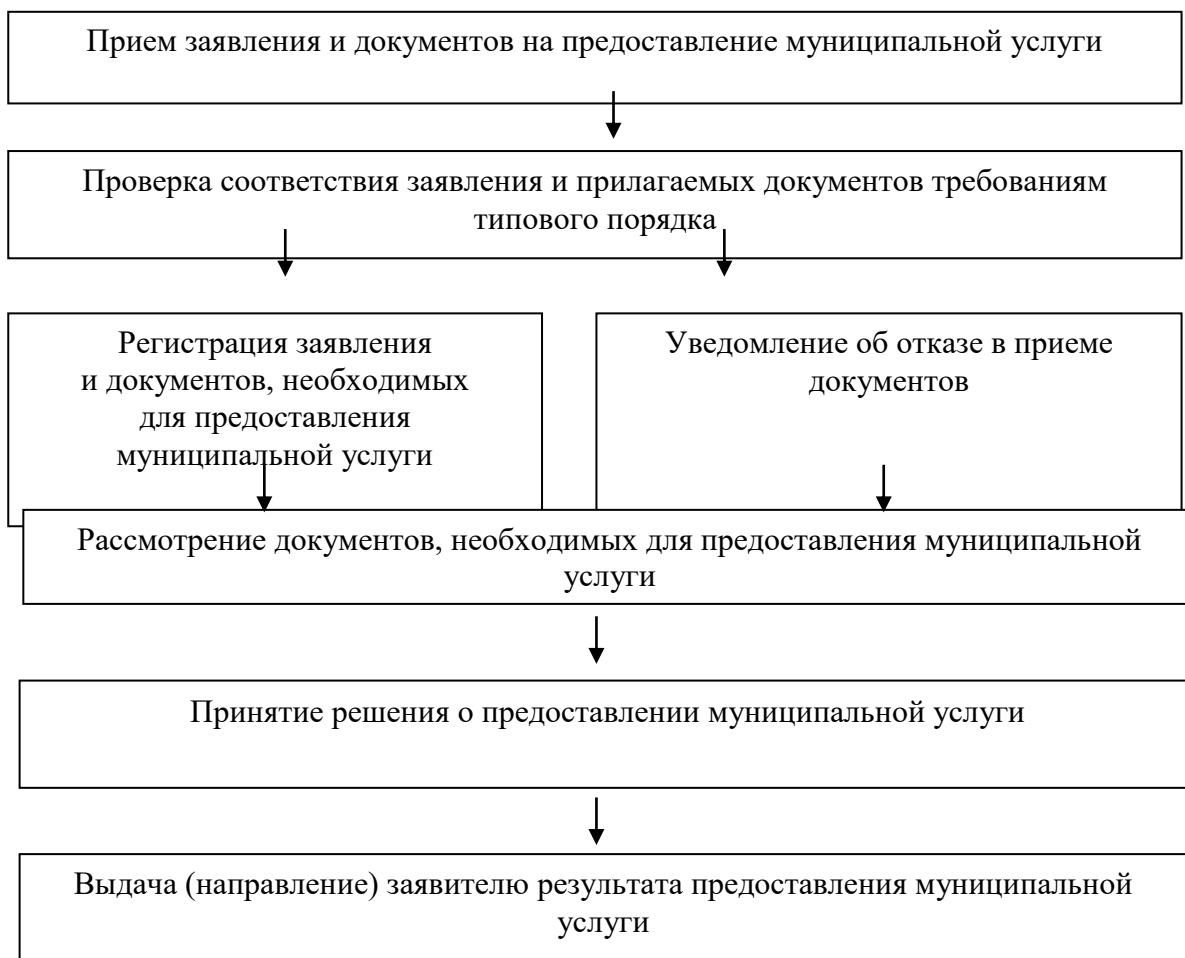 Прием заявления и документов на предоставление муниципальной услуги
Проверка соответствия заявления и прилагаемых документов требованиям
типового порядка
Регистрация заявления
и документов, необходимых
для предоставления
муниципальной услуги
Уведомление об отказе в приеме
документов
Рассмотрение документов, необходимых для предоставления муниципальной
услуги
Принятие решения о предоставлении муниципальной услуги
Выдача (направление) заявителю результата предоставления муниципальной
услуги